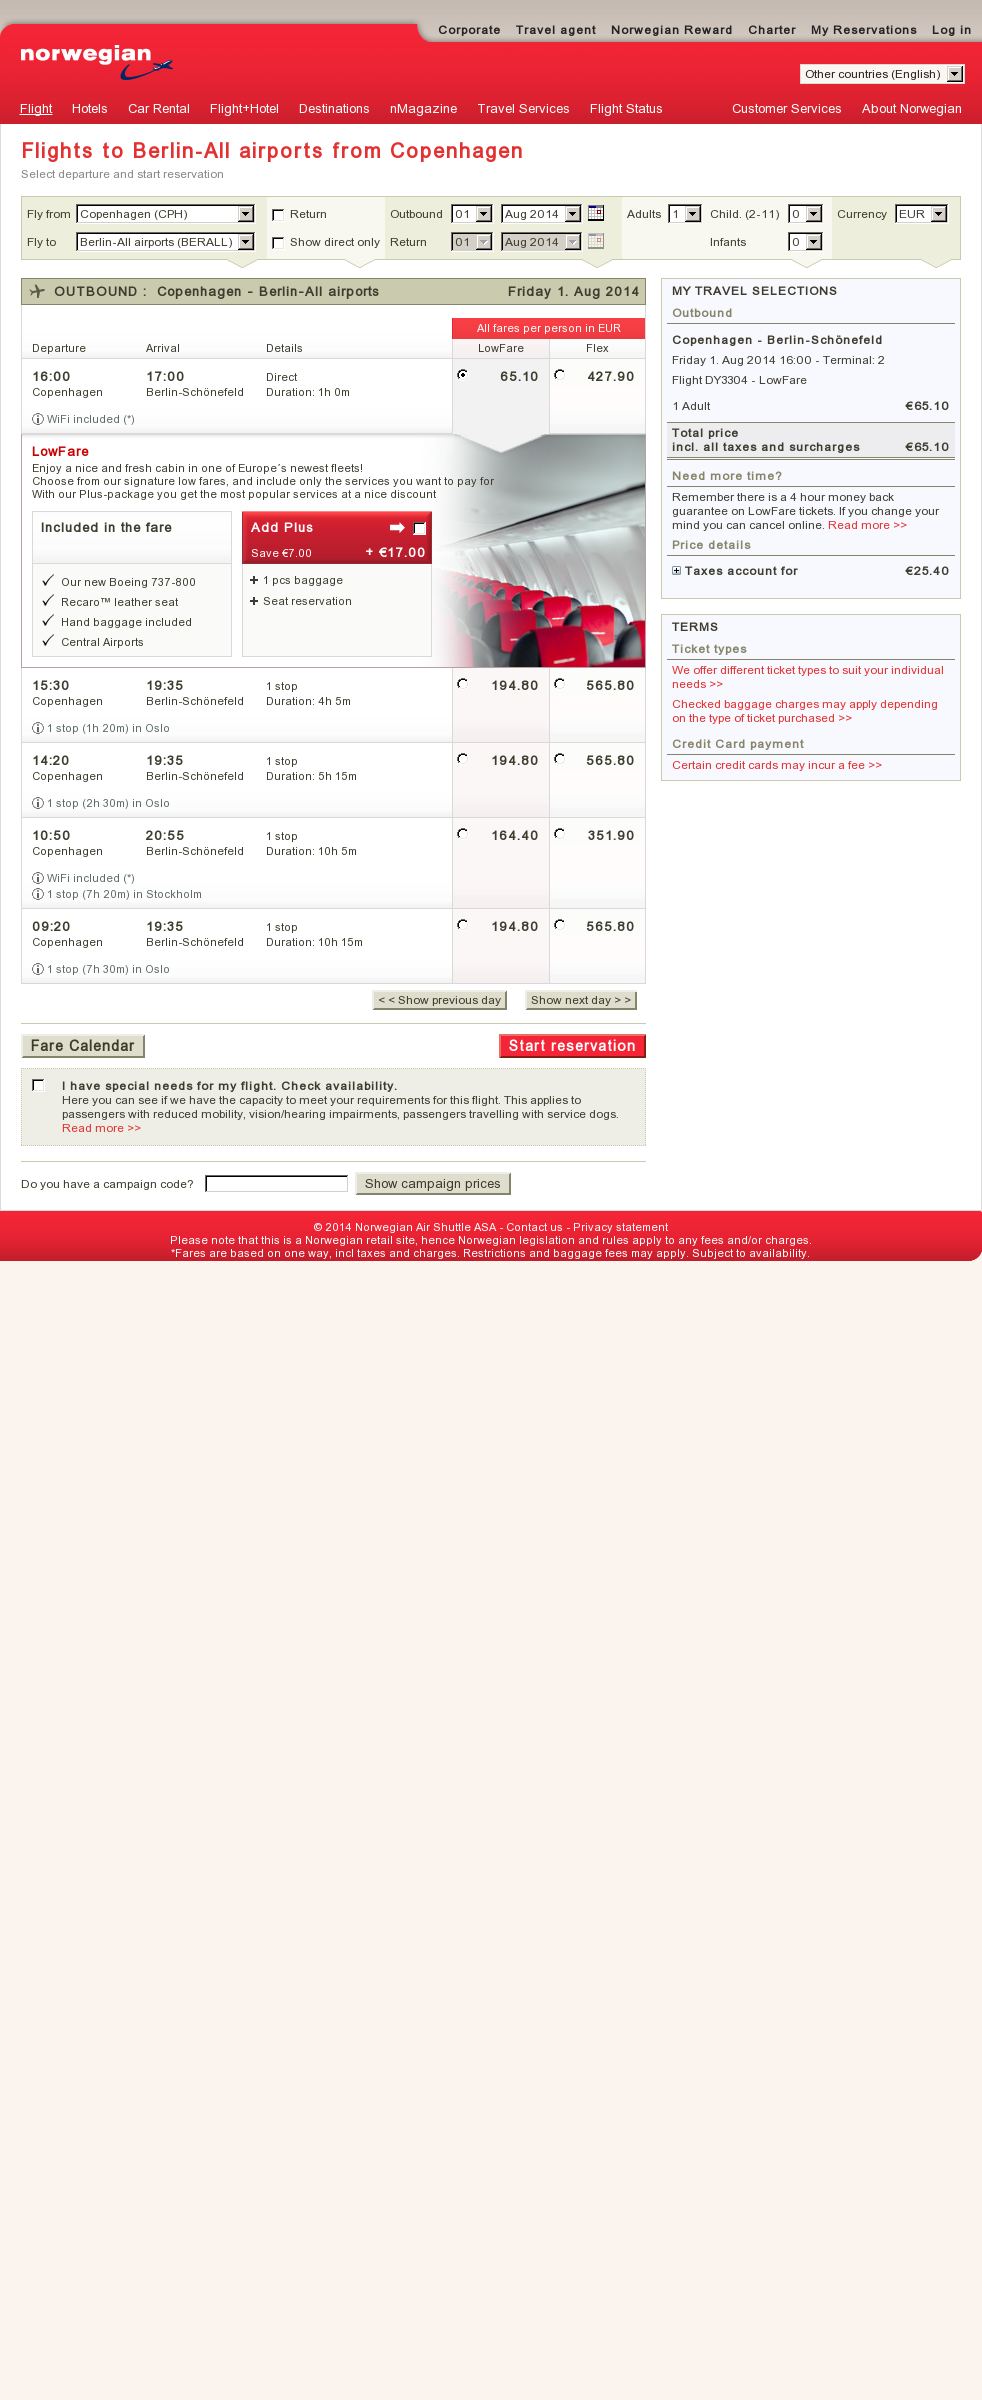 Corporate Travel agent Norwegian Reward Charter My Reservations Log in
norwegian
Other countries (English)
Flight Hotels Car Rental Flight+Hotel Destinations nMagazine Travel Services Flight Status Customer Services About Norwegian
Flights to Berlin-All airports from Copenhagen
Select departure and start reservation
Fly from Copenhagen (CPH) Return Outbound 01 Aug 2014 Adults 1 Child. (2-11) 0 Currency EUR
Fly to Berlin-All airports (BERALL) Show direct only Return 01 Aug 2014 Infants 0
OUTBOUND : Copenhagen - Berlin-All airports Friday 1. Aug 2014
All fares per person in EUR
Departure Arrival Details LowFare Flex
16:00 17:00 Direct 65.10 427.90
Copenhagen Berlin-Schönefeld Duration: 1h 0m
WiFi included (*)
LowFare
Enjoy a nice and fresh cabin in one of Europe´s newest fleets!
Choose from our signature low fares, and include only the services you want to pay for
With our Plus-package you get the most popular services at a nice discount
Included in the fare
Our new Boeing 737-800
Recaro™ leather seat
Hand baggage included
Central Airports
Add Plus
Save €7.00 + €17.00
1 pcs baggage
Seat reservation
15:30 19:35 1 stop 194.80 565.80
Copenhagen Berlin-Schönefeld Duration: 4h 5m
1 stop (1h 20m) in Oslo
14:20 19:35 1 stop 194.80 565.80
Copenhagen Berlin-Schönefeld Duration: 5h 15m
1 stop (2h 30m) in Oslo
10:50 20:55 1 stop 164.40 351.90
Copenhagen Berlin-Schönefeld Duration: 10h 5m
WiFi included (*)
1 stop (7h 20m) in Stockholm
09:20 19:35 1 stop 194.80 565.80
Copenhagen Berlin-Schönefeld Duration: 10h 15m
1 stop (7h 30m) in Oslo
< < Show previous day Show next day > >
Fare Calendar Start reservation
I have special needs for my flight. Check availability.
Here you can see if we have the capacity to meet your requirements for this flight. This applies to
passengers with reduced mobility, vision/hearing impairments, passengers travelling with service dogs.
Read more >>
Do you have a campaign code? Show campaign prices
MY TRAVEL SELECTIONS
Outbound
Copenhagen - Berlin-Schönefeld
Friday 1. Aug 2014 16:00 - Terminal: 2
Flight DY3304 - LowFare
1 Adult €65.10
Total price
incl. all taxes and surcharges €65.10
Need more time?
Remember there is a 4 hour money back
guarantee on LowFare tickets. If you change your
mind you can cancel online. Read more >>
Price details
Taxes account for €25.40
TERMS
Ticket types
We offer different ticket types to suit your individual
needs >>
Checked baggage charges may apply depending
on the type of ticket purchased >>
Credit Card payment
Certain credit cards may incur a fee >>
© 2014 Norwegian Air Shuttle ASA - Contact us - Privacy statement
Please note that this is a Norwegian retail site, hence Norwegian legislation and rules apply to any fees and/or charges.
*Fares are based on one way, incl taxes and charges. Restrictions and baggage fees may apply. Subject to availability.